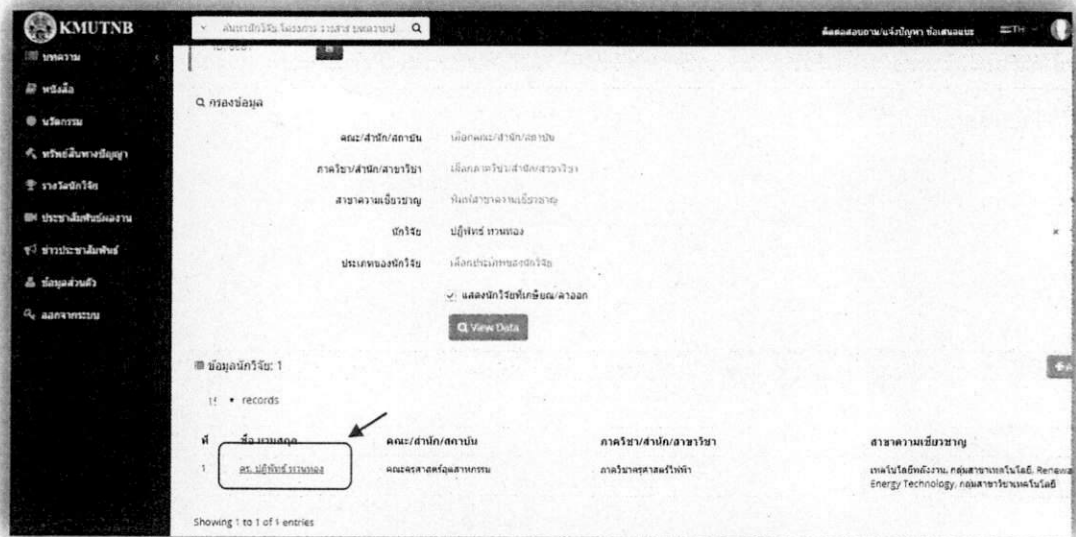 KMUTNB
ค้นหานักวิจัย โครงการ วารสาร บทความ
ติดต่อสอบถาม/แจ้งปัญหา ข้อเสนอแนะ
TH
บทความ
หนังสือ
นวัตกรรม
ทรัพย์สินทางปัญญา
รางวัลนักวิจัย
ประชาสัมพันธ์ผลงาน
ข่าวประชาสัมพันธ์
ข้อมูลส่วนตัว
ออกจากระบบ
กรองข้อมูล
คณะ/สำนัก/สถาบัน เลือกคณะ/สำนัก/สถาบัน
ภาควิชา/สำนัก/สาขาวิชา เลือกภาควิชา/สำนัก/สาขาวิชา
สาขาความเชี่ยวชาญ พิมพ์สาขาความเชี่ยวชาญ
นักวิจัย ปฏิพัทธ์ ทวนทอง ×
ประเภทของนักวิจัย เลือกประเภทของนักวิจัย
แสดงนักวิจัยที่เกษียณ/ลาออก
View Data
ข้อมูลนักวิจัย: 1
records
ที่ ชื่อ นามสกุล คณะ/สำนัก/สถาบัน ภาควิชา/สำนัก/สาขาวิชา สาขาความเชี่ยวชาญ
1 ดร. ปฏิพัทธ์ ทวนทอง คณะครุศาสตร์อุตสาหกรรม ภาควิชาครุศาสตร์ไฟฟ้า เทคโนโลยีพลังงาน, กลุ่มสาขาเทคโนโลยี, Renewa
Energy Technology, กลุ่มสาขาวิชาเทคโนโลยี
Showing 1 to 1 of 1 entries